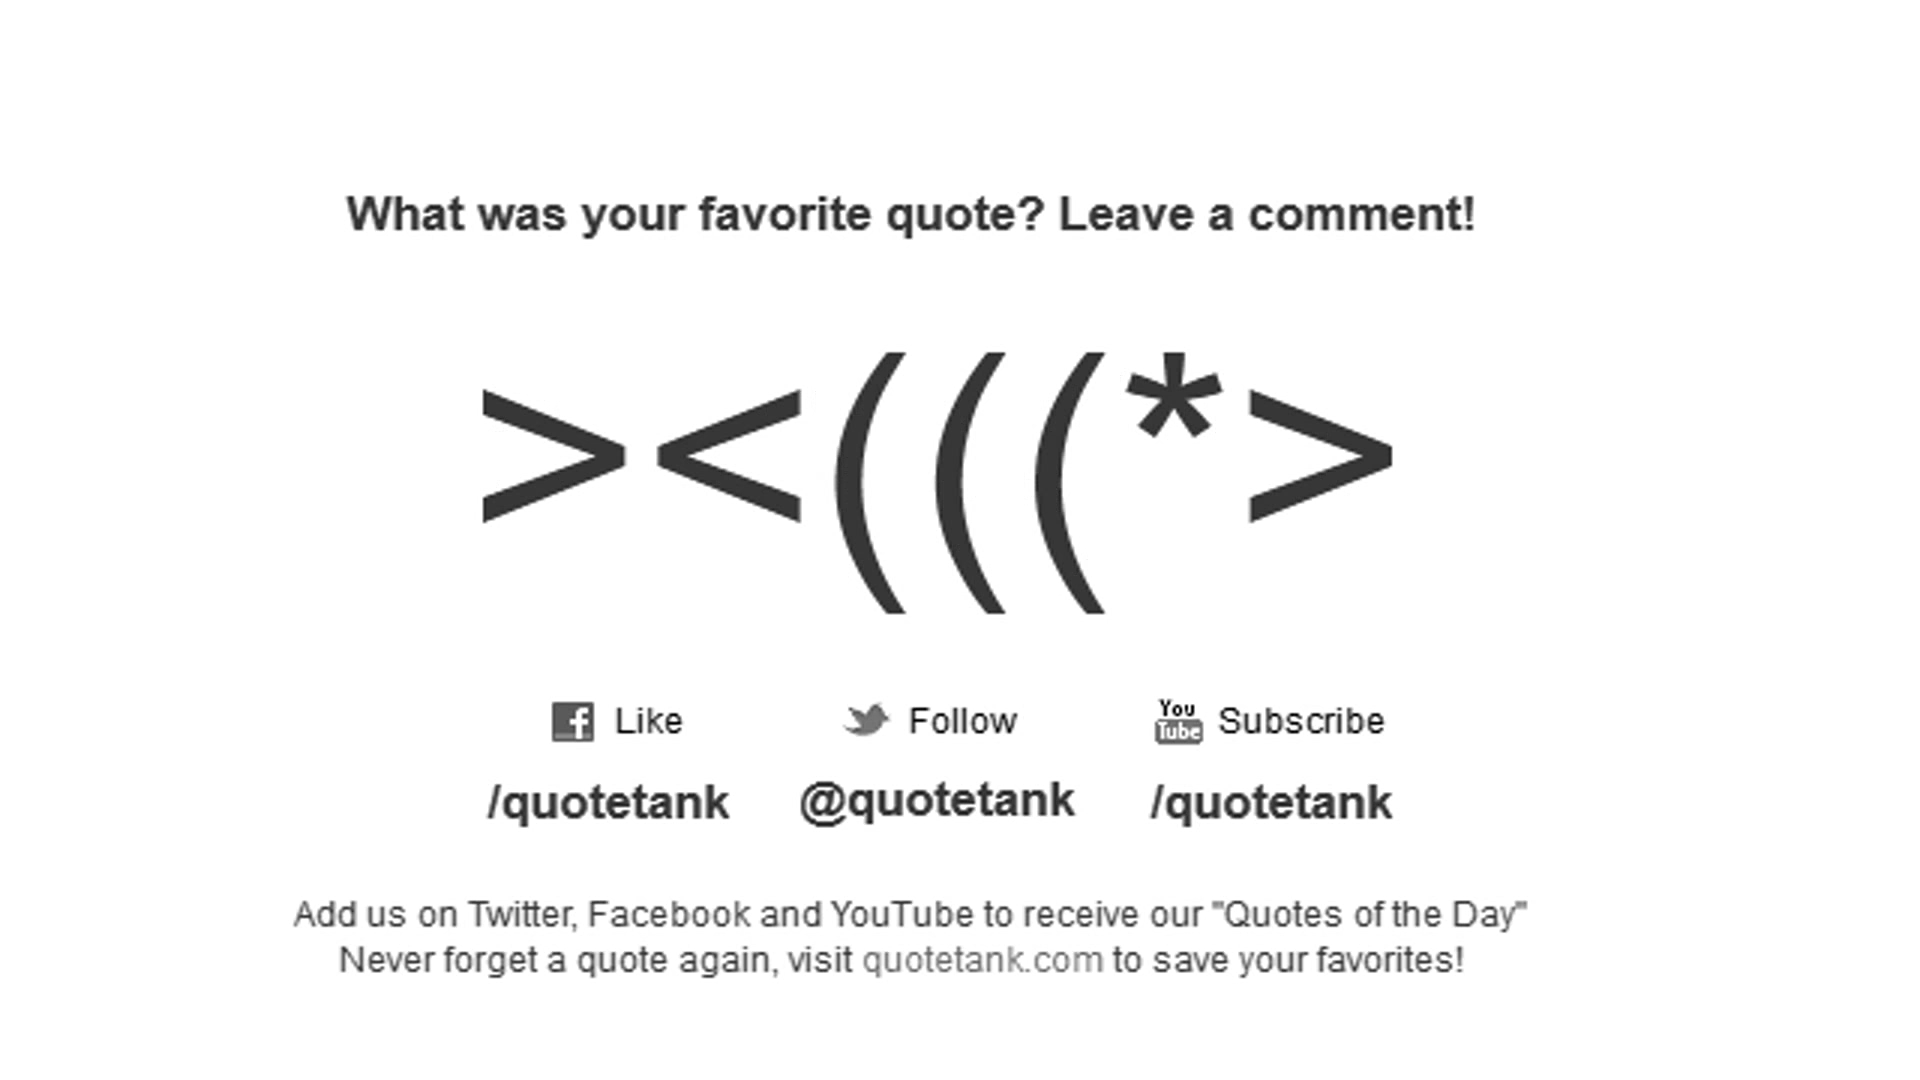 What was your favorite quote? Leave a comment!
><(((*>
f Like
Follow
You Tube Subscribe
/quotetank
@quotetank
/quotetank
Add us on Twitter, Facebook and YouTube to receive our "Quotes of the Day"
Never forget a quote again, visit quotetank.com to save your favorites!